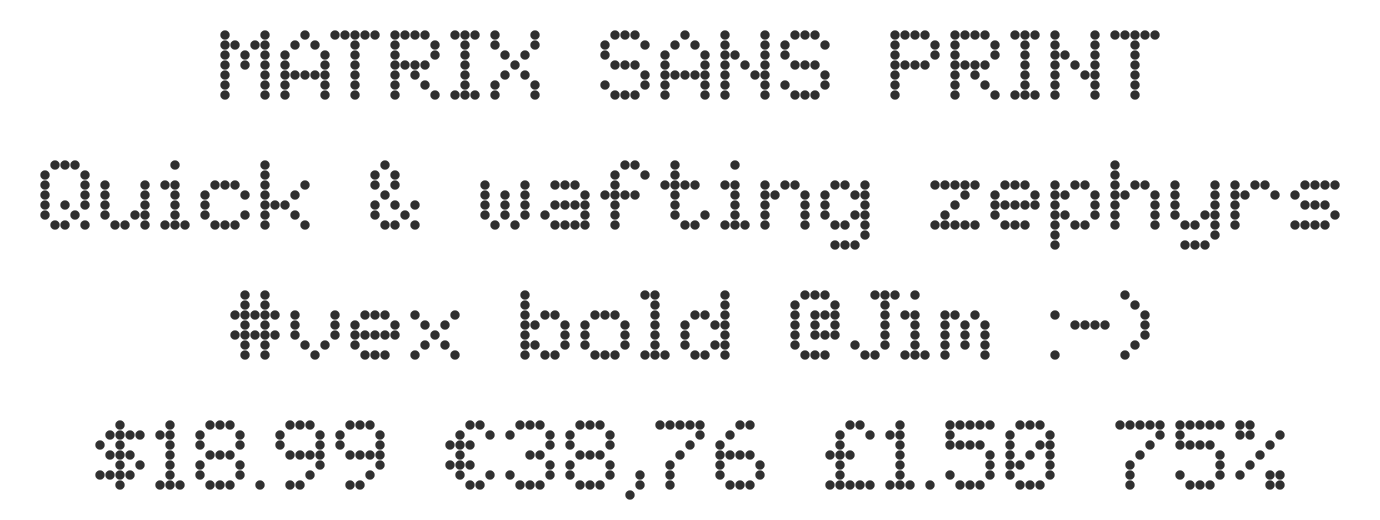 MATRIX SANS PRINT
Quick & wafting zephyrs
#vex bold @Jim :-)
$18.99 €38,76 £1.50 75%